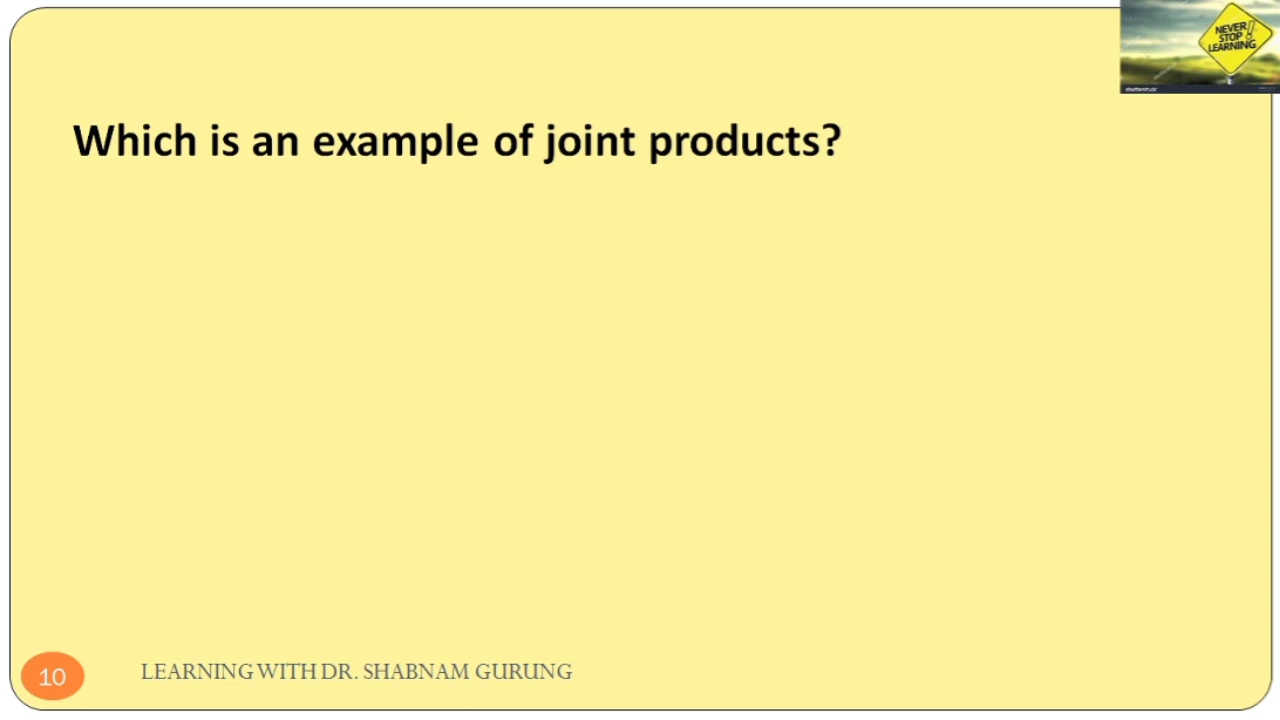 NEVER
STOP !
LEARNING
Which is an example of joint products?
10
LEARNING WITH DR. SHABNAM GURUNG